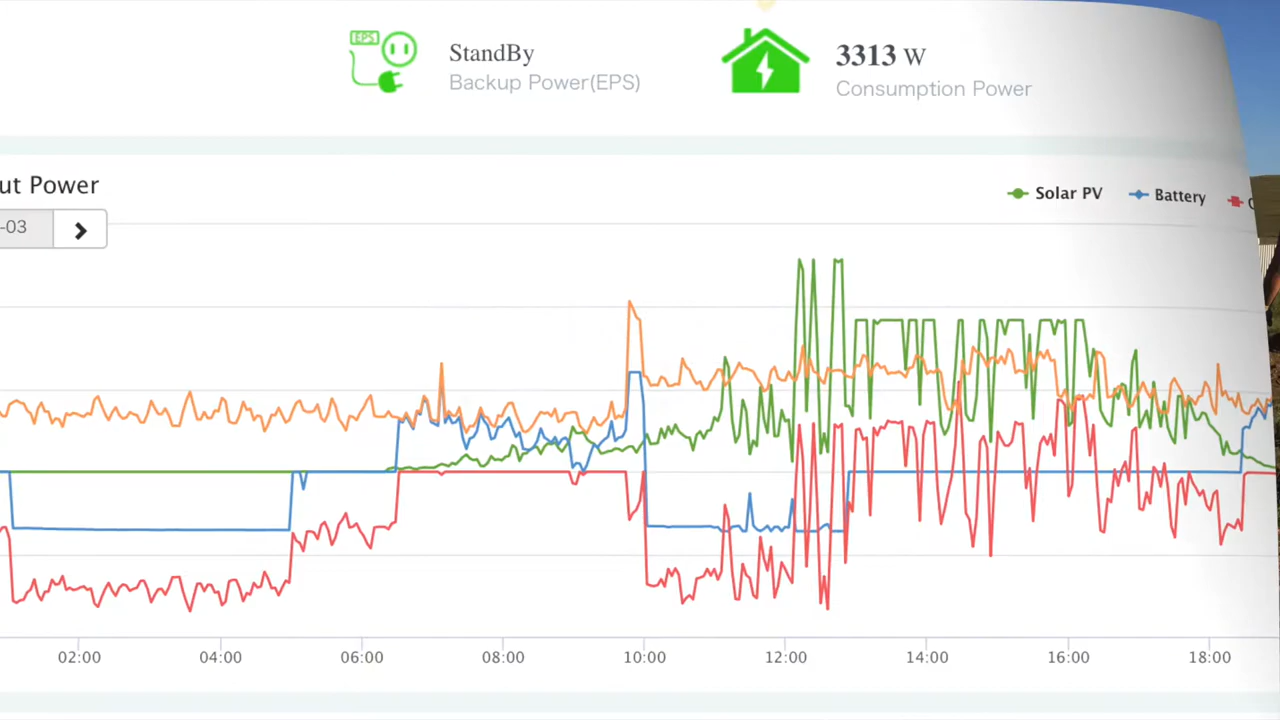 EPS
StandBy
Backup Power(EPS)
3313 W
Consumption Power
ut Power
-03
Solar PV
Battery
02:00
04:00
06:00
08:00
10:00
12:00
14:00
16:00
18:00